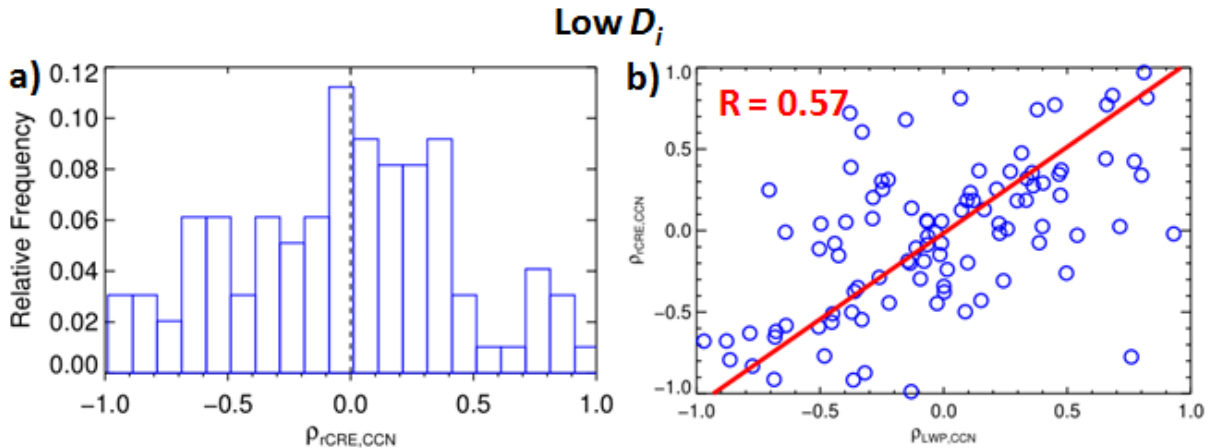 Low Di
a)
0.12
0.10
0.08
0.06
0.04
0.02
0.00
Relative Frequency
−1.0 −0.5 0.0 0.5 1.0
ρrCRE,CCN
b)
R = 0.57
1.0
0.5
0.0
−0.5
−1.0
ρrCRE,CCN
−1.0 −0.5 0.0 0.5 1.0
ρLWP,CCN